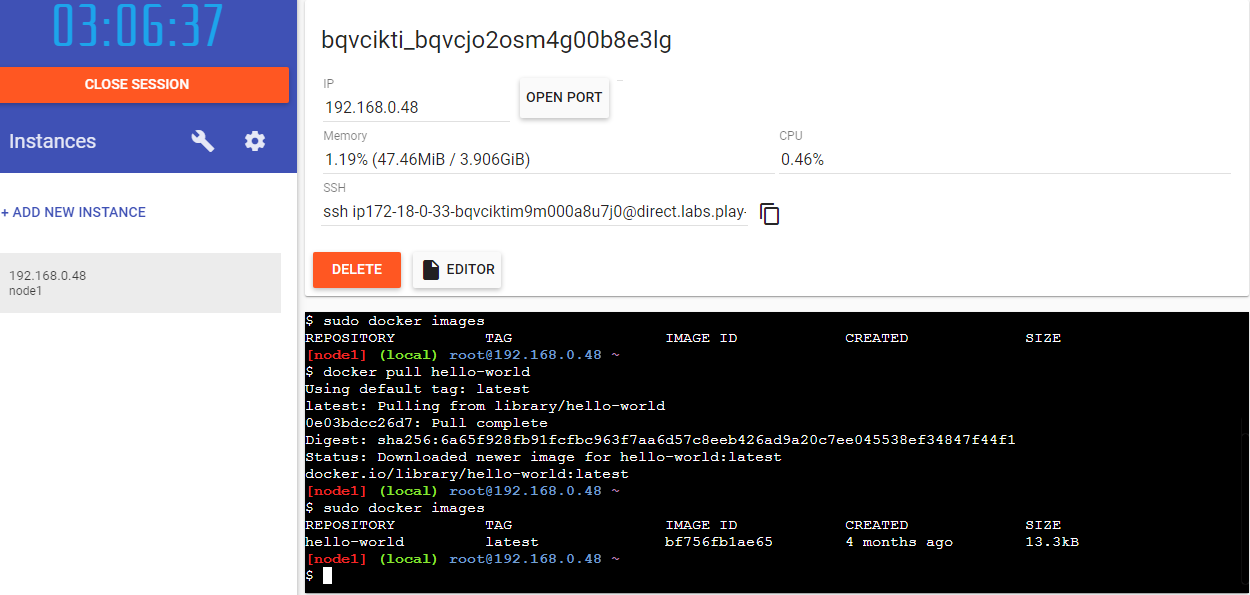 03:06:37
CLOSE SESSION
Instances
+ ADD NEW INSTANCE
192.168.0.48
node1
bqvcikti_bqvcjo2osm4g00b8e3lg
IP
192.168.0.48
OPEN PORT
Memory
1.19% (47.46MiB / 3.906GiB)
CPU
0.46%
SSH
ssh ip172-18-0-33-bqvciktim9m000a8u7j0@direct.labs.play-
DELETE
EDITOR
$ sudo docker images
REPOSITORY TAG IMAGE ID CREATED SIZE
[node1] (local) root@192.168.0.48 ~
$ docker pull hello-world
Using default tag: latest
latest: Pulling from library/hello-world
0e03bdcc26d7: Pull complete
Digest: sha256:6a65f928fb91fcfbc963f7aa6d57c8eeb426ad9a20c7ee045538ef34847f44f1
Status: Downloaded newer image for hello-world:latest
docker.io/library/hello-world:latest
[node1] (local) root@192.168.0.48 ~
$ sudo docker images
REPOSITORY TAG IMAGE ID CREATED SIZE
hello-world latest bf756fb1ae65 4 months ago 13.3kB
[node1] (local) root@192.168.0.48 ~
$